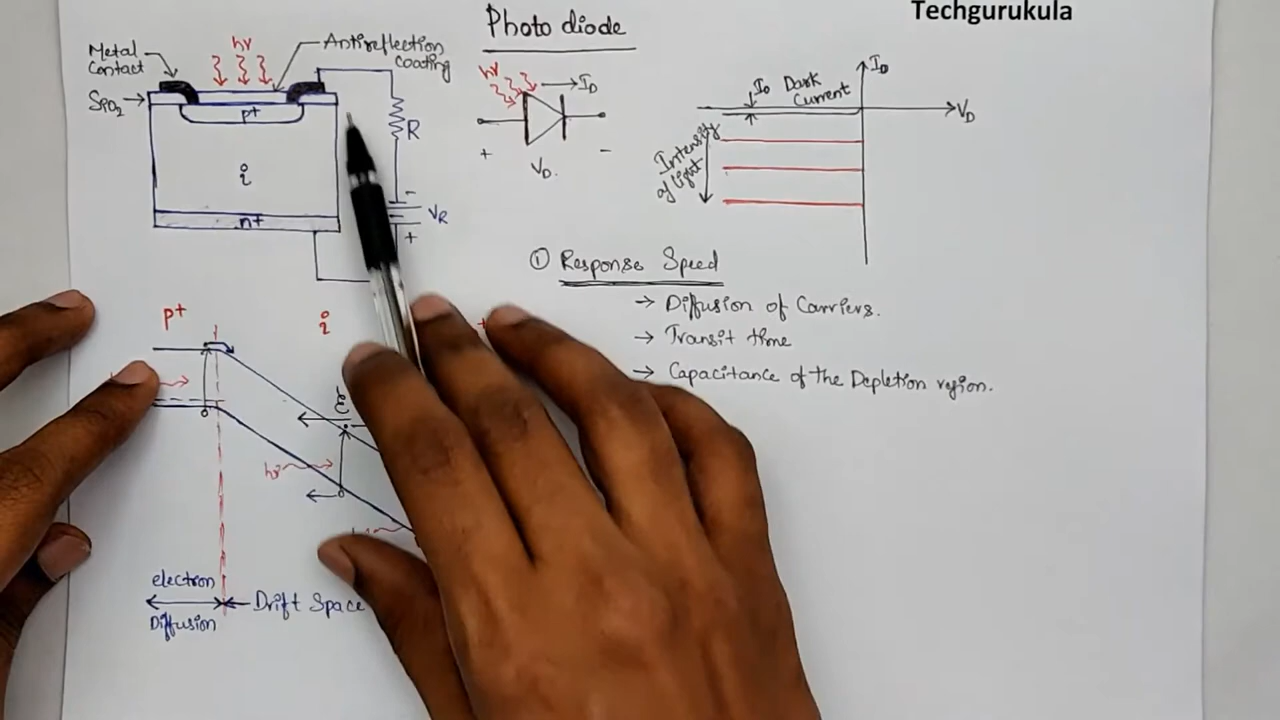 Techgurukula
Photo diode
Metal
Contact
hν
Antireflection
coating
SiO2
p+
i
n+
R
-
VR
+
hν
ID
+
-
VD.
ID
I0 Dark
Current
VD
Intensity
of light
① Response Speed
→ Diffusion of Carriers.
→ Transit time
→ Capacitance of the Depletion region.
p+
i
hν
electron
Diffusion
Drift Space